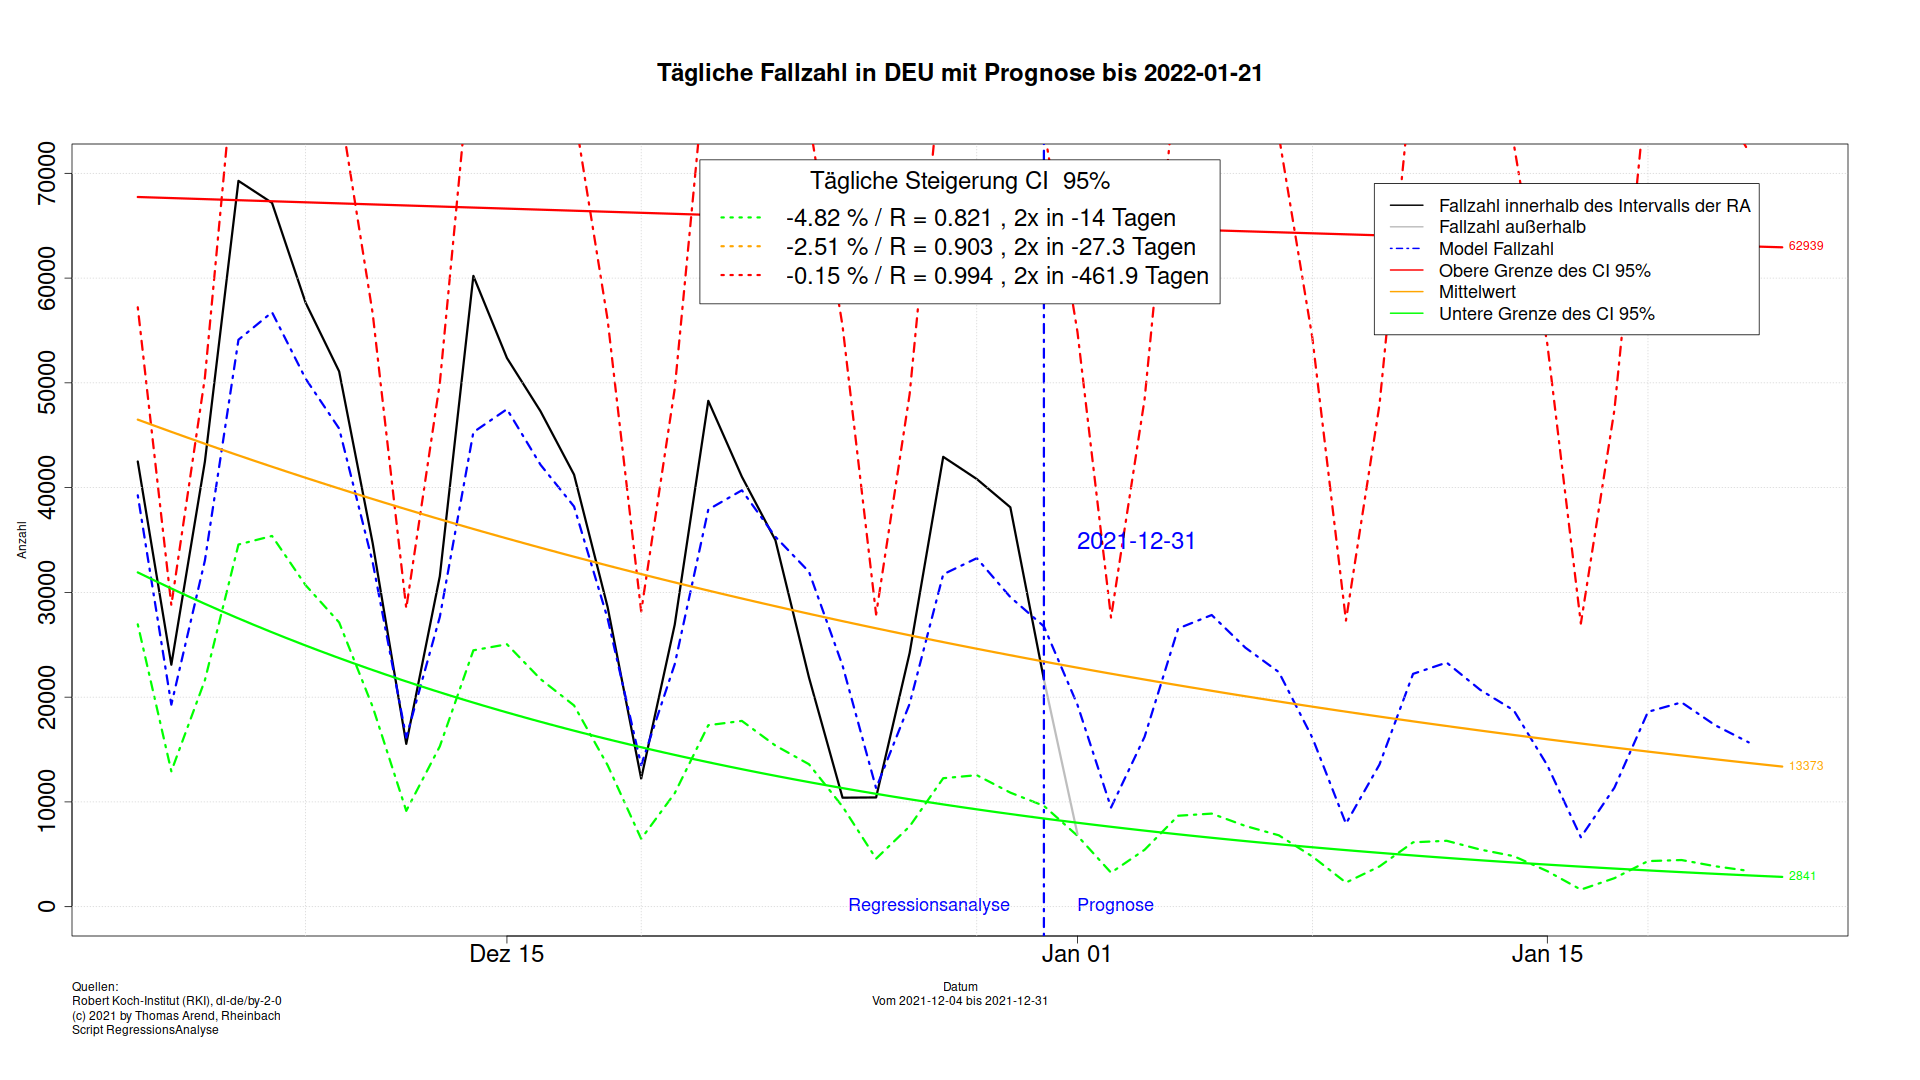 Tägliche Fallzahl in DEU mit Prognose bis 2022-01-21
70000
60000
50000
40000
30000
20000
10000
0
Anzahl
Tägliche Steigerung CI  95%
-4.82 % / R = 0.821 , 2x in -14 Tagen
-2.51 % / R = 0.903 , 2x in -27.3 Tagen
-0.15 % / R = 0.994 , 2x in -461.9 Tagen
Fallzahl innerhalb des Intervalls der RA
Fallzahl außerhalb
Model Fallzahl
Obere Grenze des CI 95%
Mittelwert
Untere Grenze des CI 95%
62939
2021-12-31
13373
2841
Regressionsanalyse
Prognose
Dez 15
Jan 01
Jan 15
Datum
Vom 2021-12-04 bis 2021-12-31
Quellen:
Robert Koch-Institut (RKI), dl-de/by-2-0
(c) 2021 by Thomas Arend, Rheinbach
Script RegressionsAnalyse